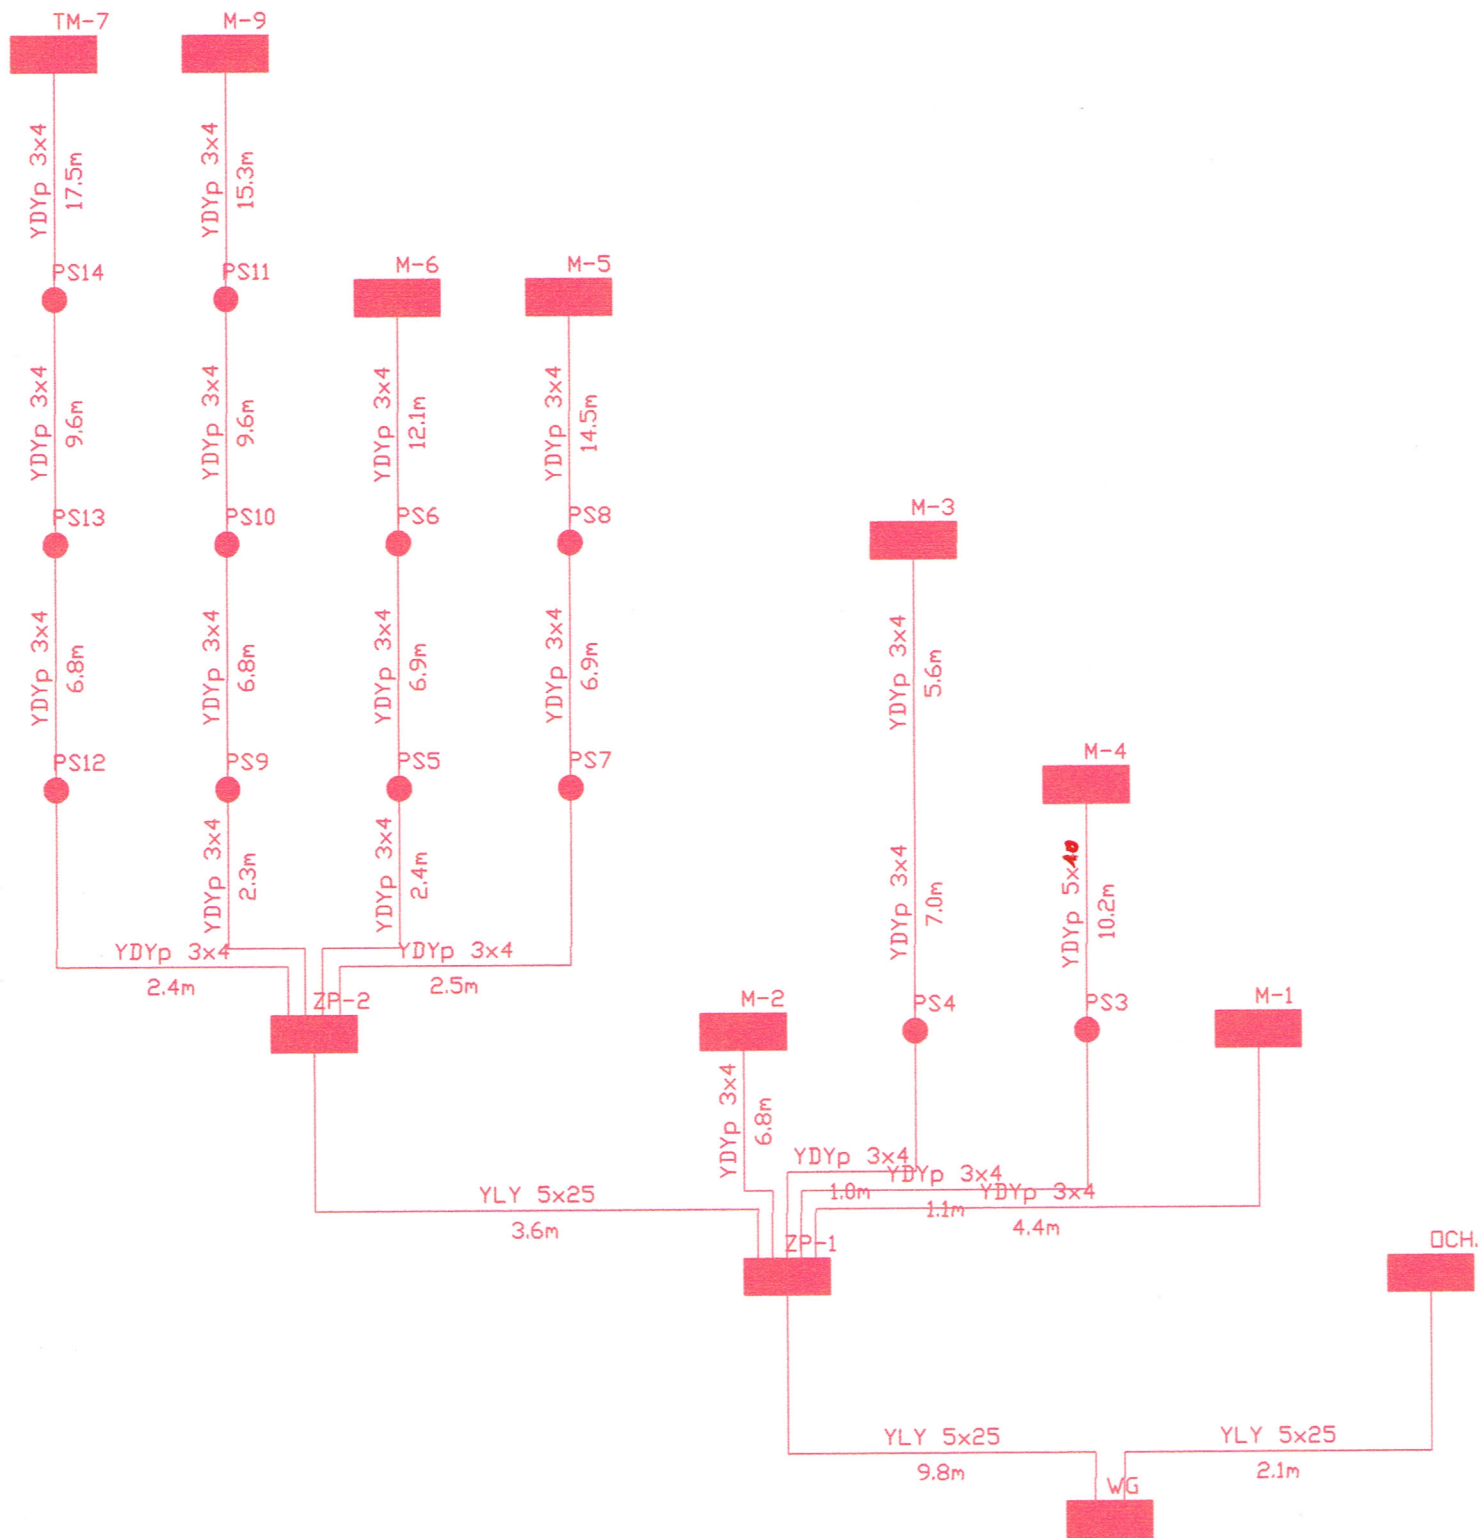 TM-7
M-9
YDYp 3x4
17.5m
YDYp 3x4
15.3m
PS14
PS11
M-6
M-5
YDYp 3x4
9.6m
YDYp 3x4
9.6m
YDYp 3x4
12.1m
YDYp 3x4
14.5m
PS13
PS10
PS6
PS8
M-3
YDYp 3x4
6.8m
YDYp 3x4
6.8m
YDYp 3x4
6.9m
YDYp 3x4
6.9m
YDYp 3x4
5.6m
PS12
PS9
PS5
PS7
M-4
YDYp 3x4
2.3m
YDYp 3x4
2.4m
YDYp 3x4
7.0m
YDYp 5x10
10.2m
YDYp 3x4
2.4m
YDYp 3x4
2.5m
ZP-2
M-2
PS4
PS3
M-1
YDYp 3x4
6.8m
YDYp 3x4
1.0m
YDYp 3x4
1.1m
YDYp 3x4
4.4m
YLY 5x25
3.6m
ZP-1
OCH.
YLY 5x25
9.8m
YLY 5x25
2.1m
WG